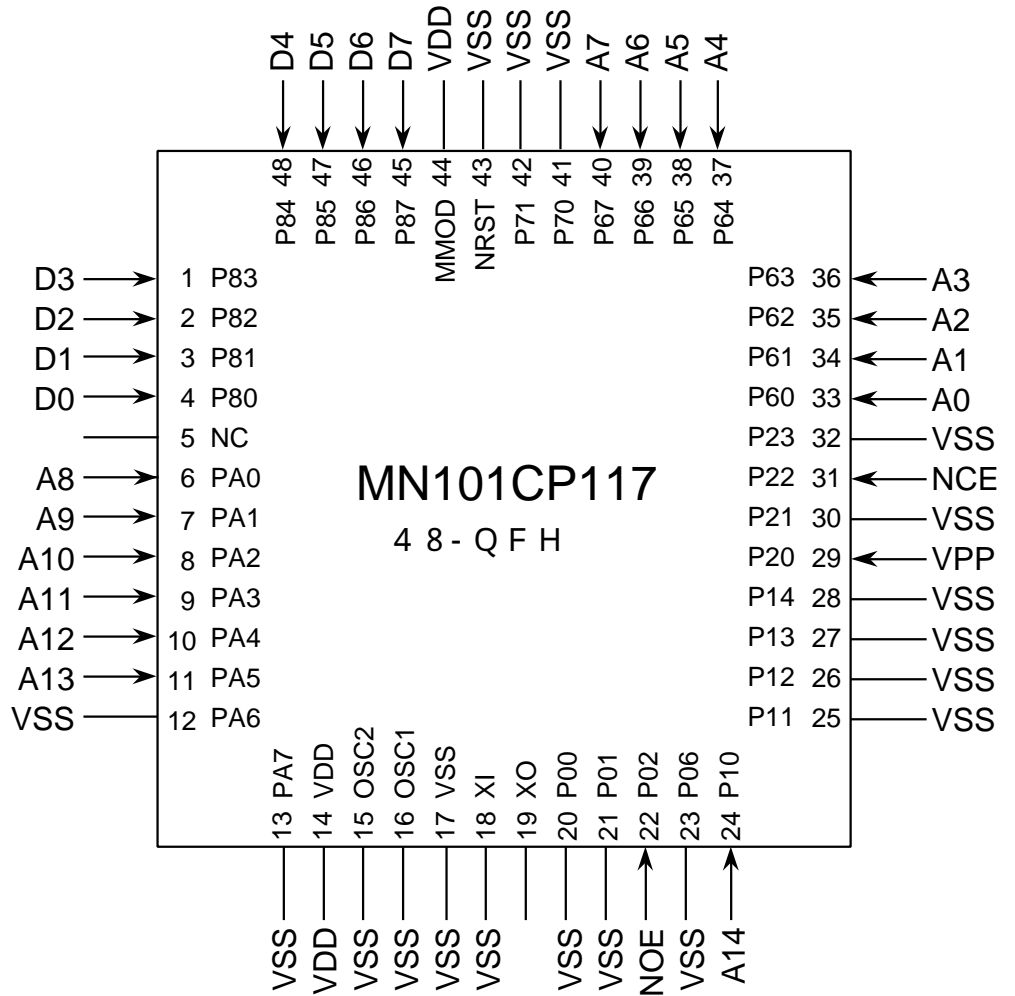 D4 D5 D6 D7 VDD VSS VSS VSS A7 A6 A5 A4
48 47 46 45 44 43 42 41 40 39 38 37
P84 P85 P86 P87 MMOD NRST P71 P70 P67 P66 P65 P64
D3 1 P83 P63 36 A3
D2 2 P82 P62 35 A2
D1 3 P81 P61 34 A1
D0 4 P80 P60 33 A0
5 NC P23 32 VSS
A8 6 PA0 P22 31 NCE
A9 7 PA1 P21 30 VSS
A10 8 PA2 P20 29 VPP
A11 9 PA3 P14 28 VSS
A12 10 PA4 P13 27 VSS
A13 11 PA5 P12 26 VSS
VSS 12 PA6 P11 25 VSS
MN101CP117
48-QFH
PA7 VDD OSC2 OSC1 VSS XI XO P00 P01 P02 P06 P10
13 14 15 16 17 18 19 20 21 22 23 24
VSS VDD VSS VSS VSS VSS VSS VSS NOE VSS A14